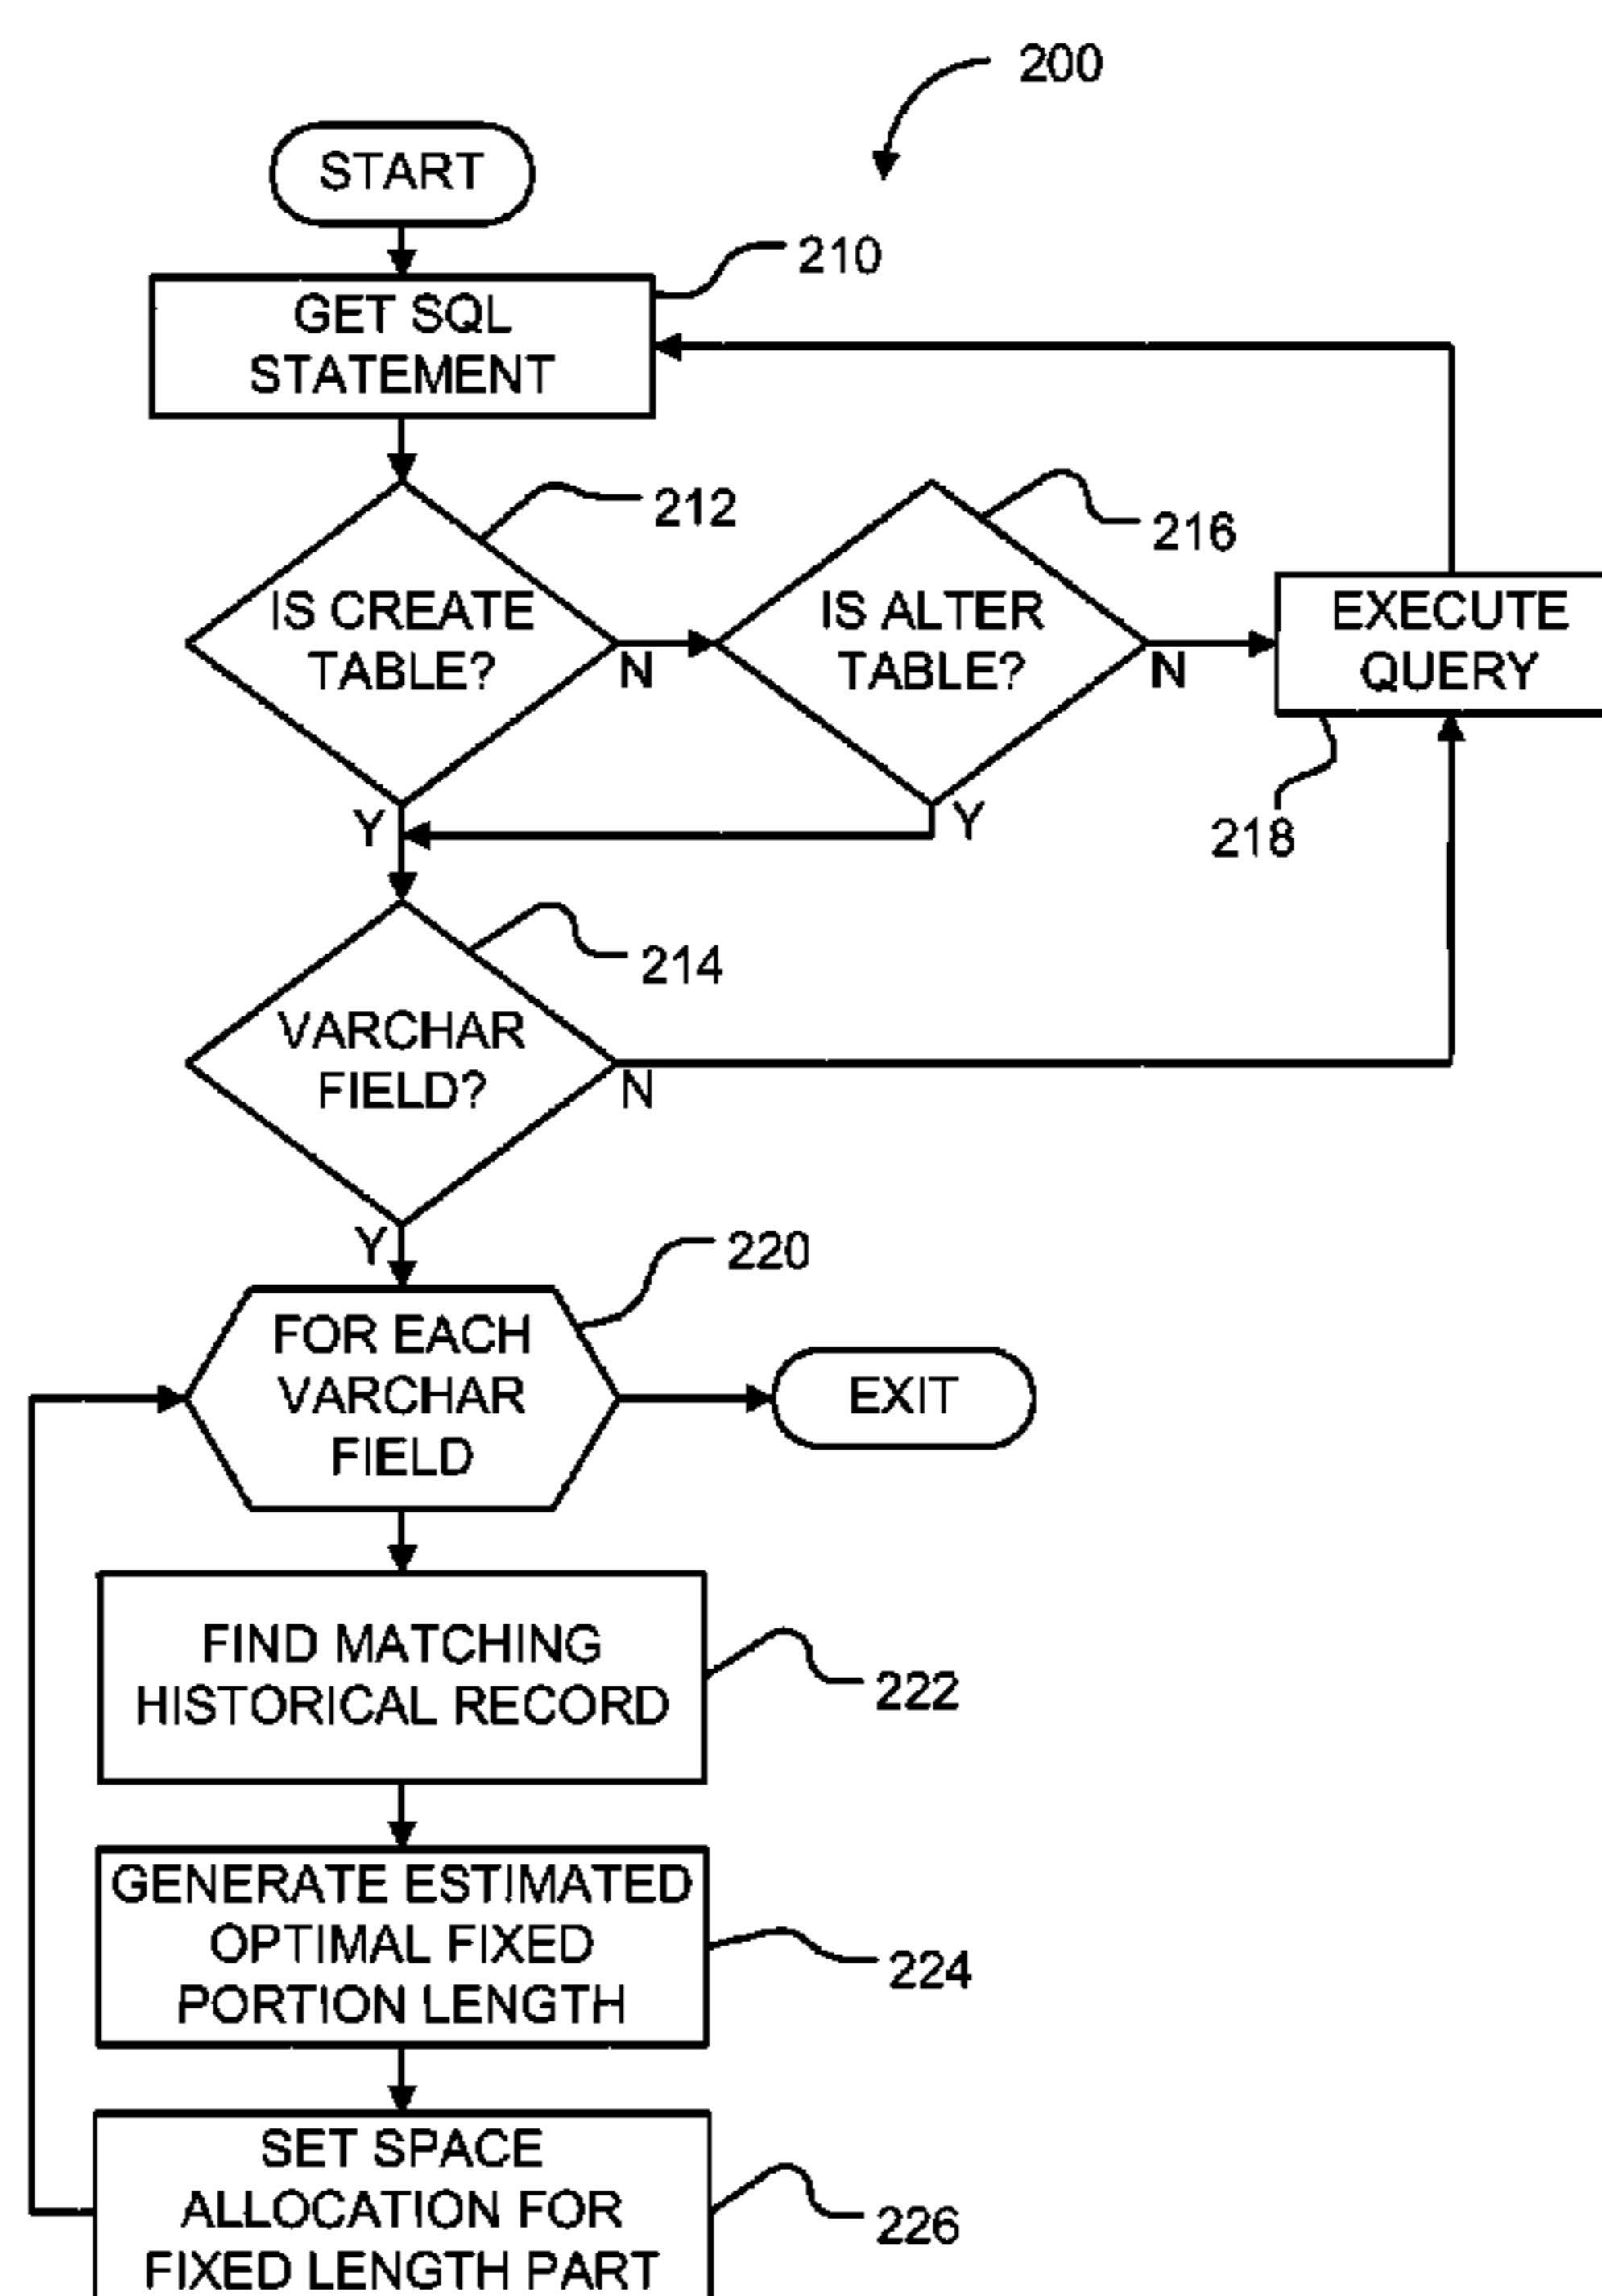 200
START
210
GET SQL
STATEMENT
212
216
IS CREATE
TABLE?
N
IS ALTER
TABLE?
N
EXECUTE
QUERY
Y
Y
218
214
VARCHAR
FIELD?
N
Y
220
FOR EACH
VARCHAR
FIELD
EXIT
FIND MATCHING
HISTORICAL RECORD
222
GENERATE ESTIMATED
OPTIMAL FIXED
PORTION LENGTH
224
SET SPACE
ALLOCATION FOR
FIXED LENGTH PART
226